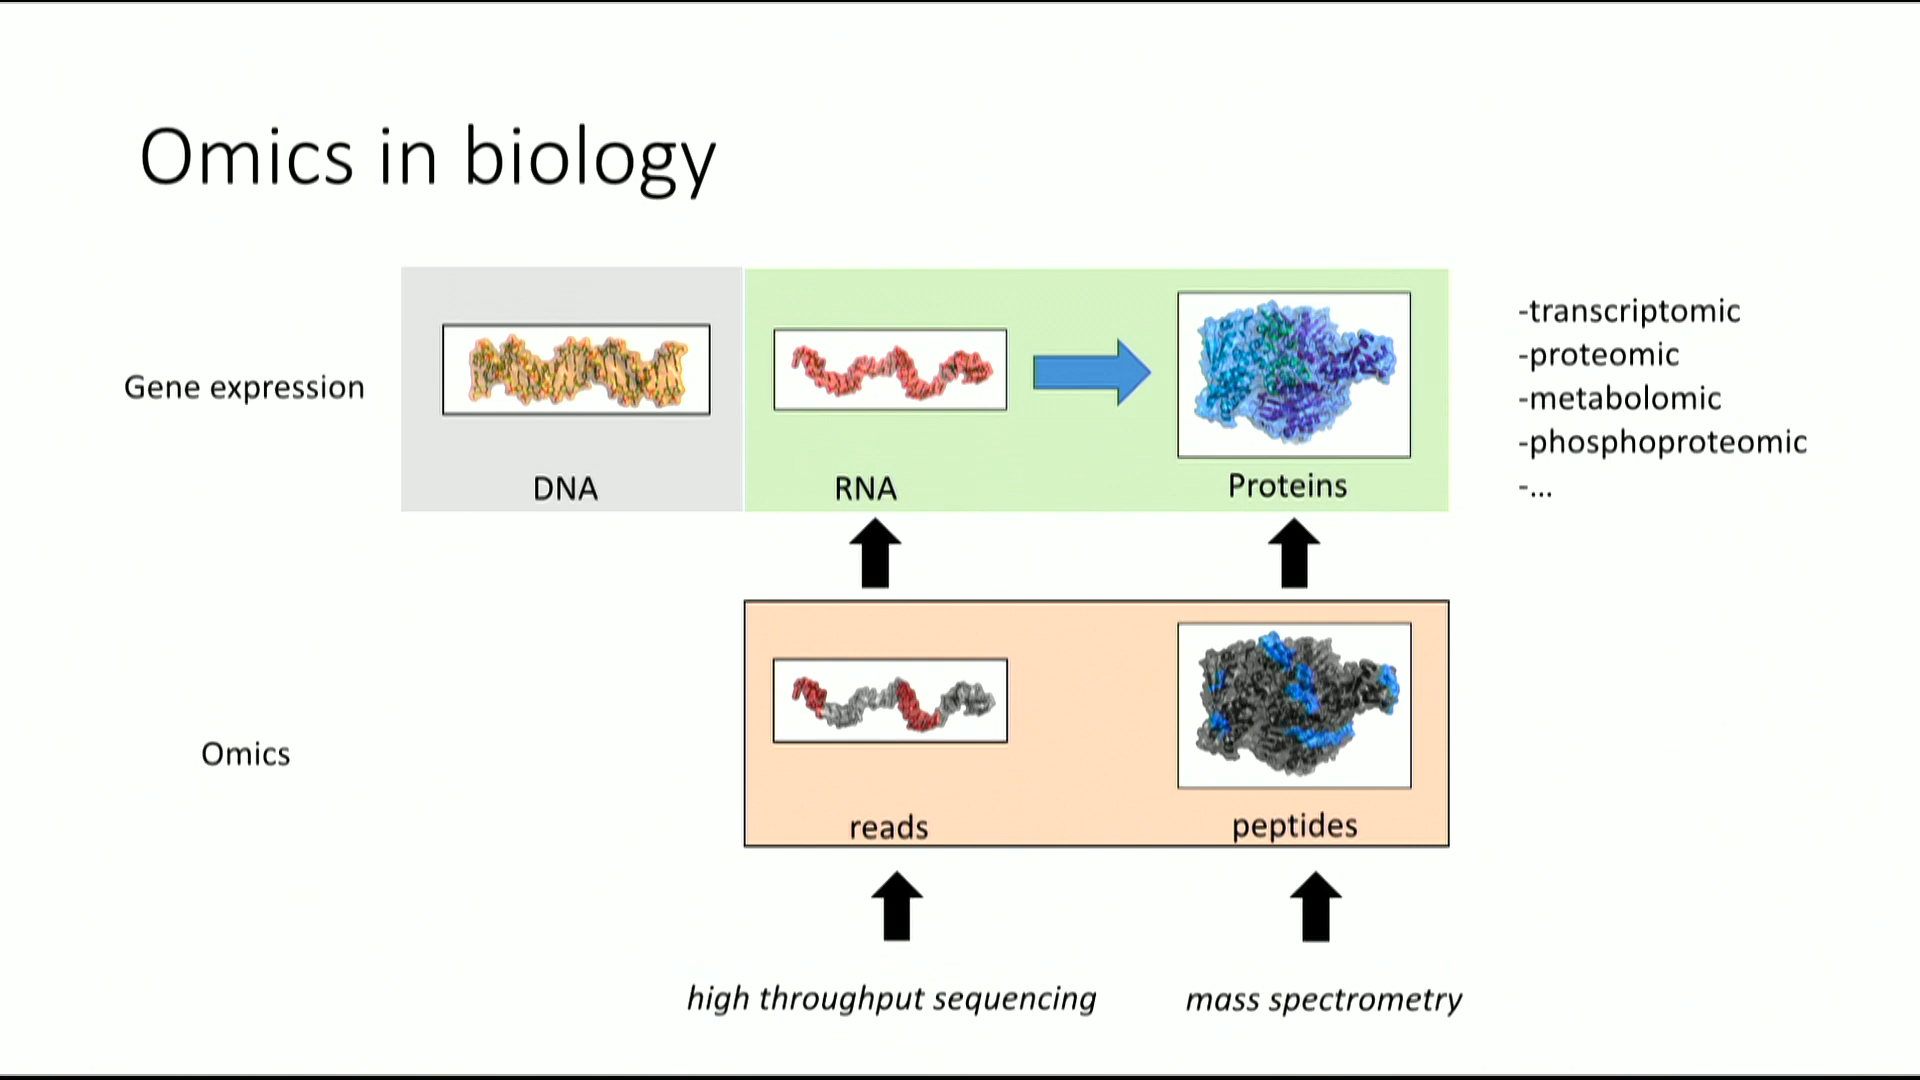 Omics in biology
Gene expression
DNA
RNA
Proteins
-transcriptomic
-proteomic
-metabolomic
-phosphoproteomic
-...
Omics
reads
peptides
high throughput sequencing
mass spectrometry